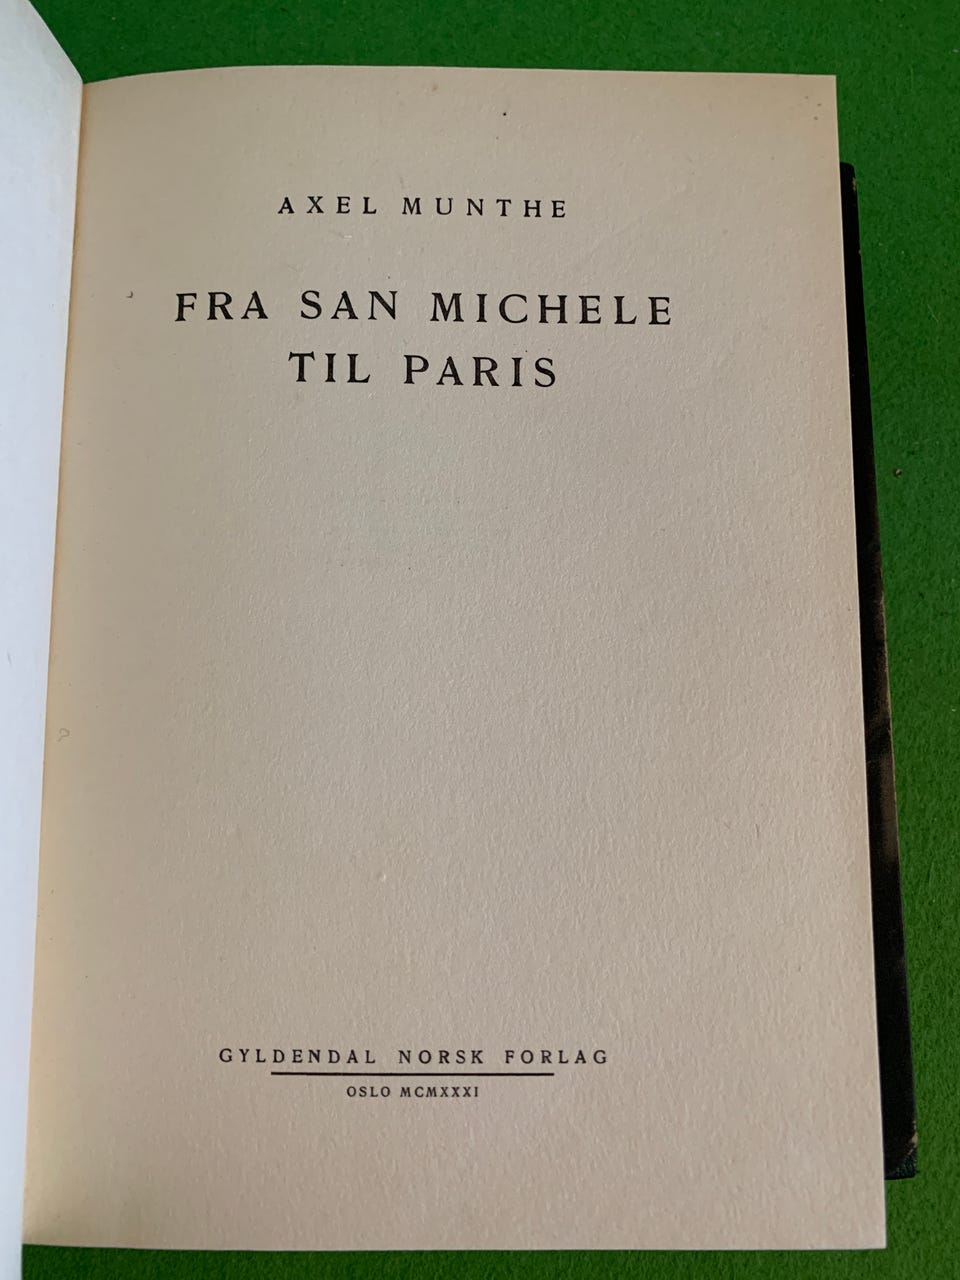 AXEL MUNTHE
FRA SAN MICHELE
TIL PARIS
GYLDENDAL NORSK FORLAG
OSLO MCMXXXI